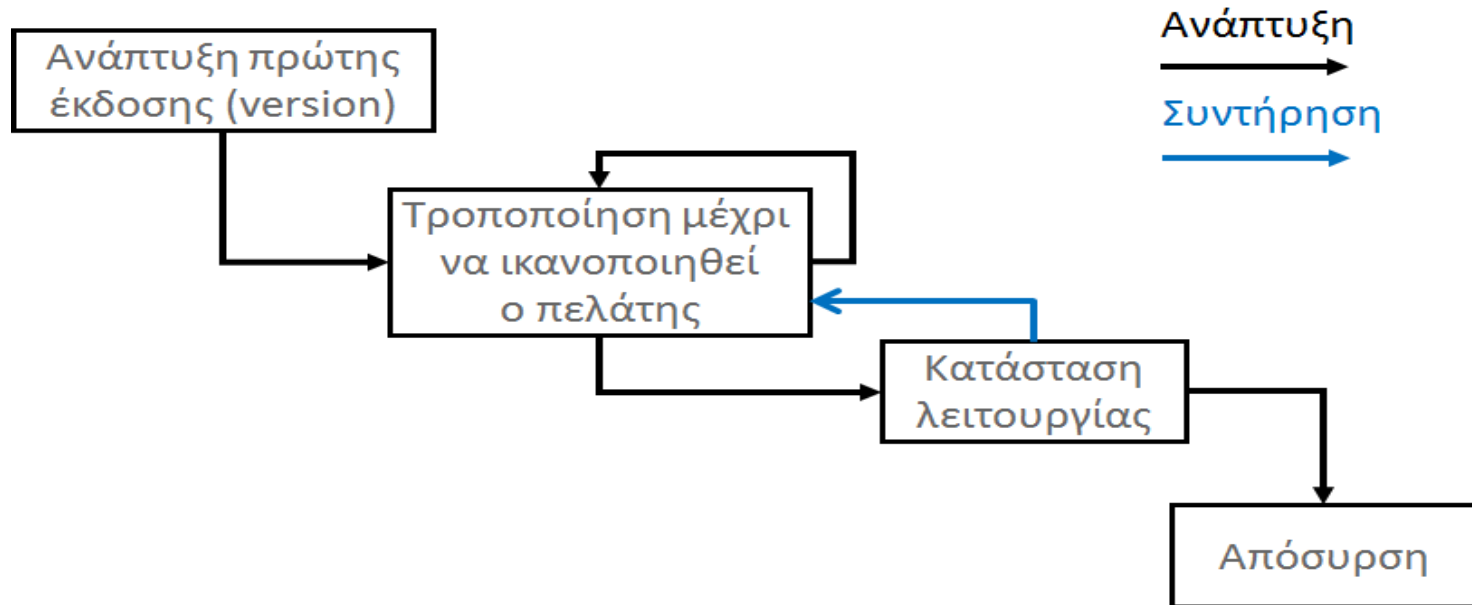 Ανάπτυξη πρώτης
έκδοσης (version)
Ανάπτυξη
Συντήρηση
Τροποποίηση μέχρι
να ικανοποιηθεί
ο πελάτης
Κατάσταση
λειτουργίας
Απόσυρση